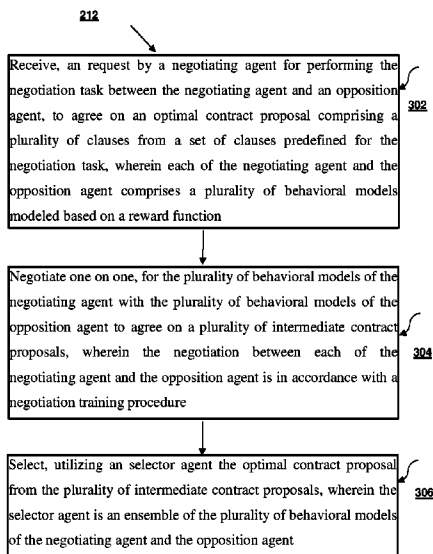 212
Receive, an request by a negotiating agent for performing the
negotiation task between the negotiating agent and an opposition
agent, to agree on an optimal contract proposal comprising a
plurality of clauses from a set of clauses predefined for the
negotiation task, wherein each of the negotiating agent and the
opposition agent comprises a plurality of behavioral models
modeled based on a reward function
302
Negotiate one on one, for the plurality of behavioral models of the
negotiating agent with the plurality of behavioral models of the
opposition agent to agree on a plurality of intermediate contract
proposals, wherein the negotiation between each of the
negotiating agent and the opposition agent is in accordance with a
negotiation training procedure
304
Select, utilizing an selector agent the optimal contract proposal
from the plurality of intermediate contract proposals, wherein the
selector agent is an ensemble of the plurality of behavioral models
of the negotiating agent and the opposition agent
306